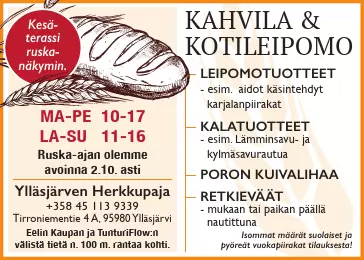 Kesä-
terassi
ruska-
näkymin.
MA-PE 10-17
LA-SU 11-16
Ruska-ajan olemme
avoinna 2.10. asti
Ylläsjärven Herkkupaja
+358 45 113 9339
Tirroniementie 4 A, 95980 Ylläsjärvi
Eelin Kaupan ja TunturiFlow:n
välistä tietä n. 100 m. rantaa kohti.
KAHVILA &
KOTILEIPOMO
LEIPOMOTUOTTEET
- esim. aidot käsintehdyt
karjalanpiirakat
KALATUOTTEET
- esim. Lämminsavu- ja
kylmäsavurautua
PORON KUIVALIHAA
RETKIEVÄÄT
- mukaan tai paikan päällä
nautittuna
Isommat määrät suolaiset ja
pyöreät vuokapiirakat tilauksesta!